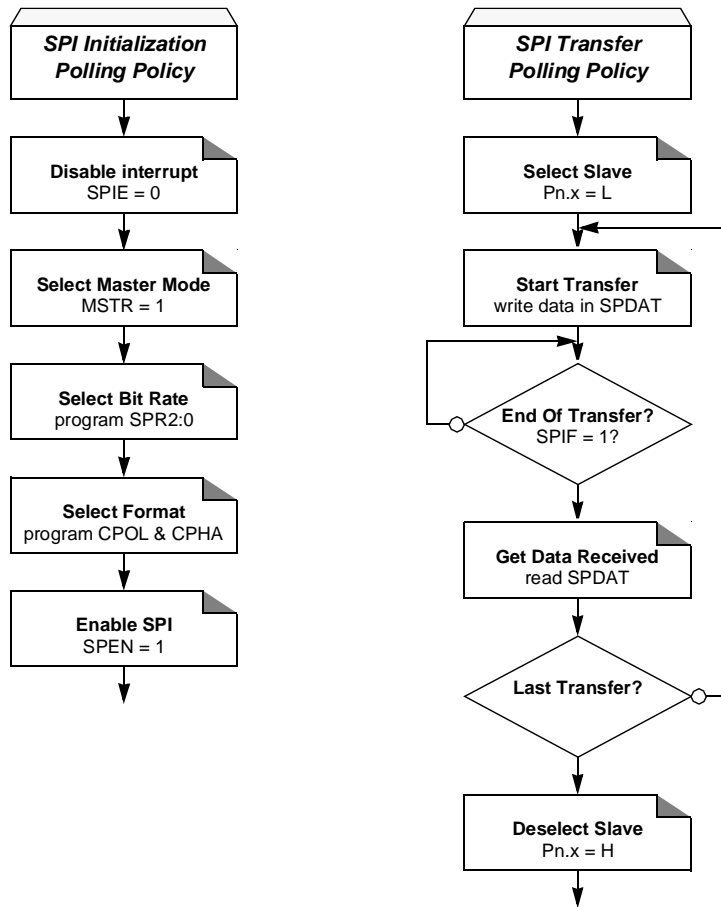 SPI Initialization
Polling Policy
Disable interrupt
SPIE = 0
Select Master Mode
MSTR = 1
Select Bit Rate
program SPR2:0
Select Format
program CPOL & CPHA
Enable SPI
SPEN = 1
SPI Transfer
Polling Policy
Select Slave
Pn.x = L
Start Transfer
write data in SPDAT
End Of Transfer?
SPIF = 1?
Get Data Received
read SPDAT
Last Transfer?
Deselect Slave
Pn.x = H